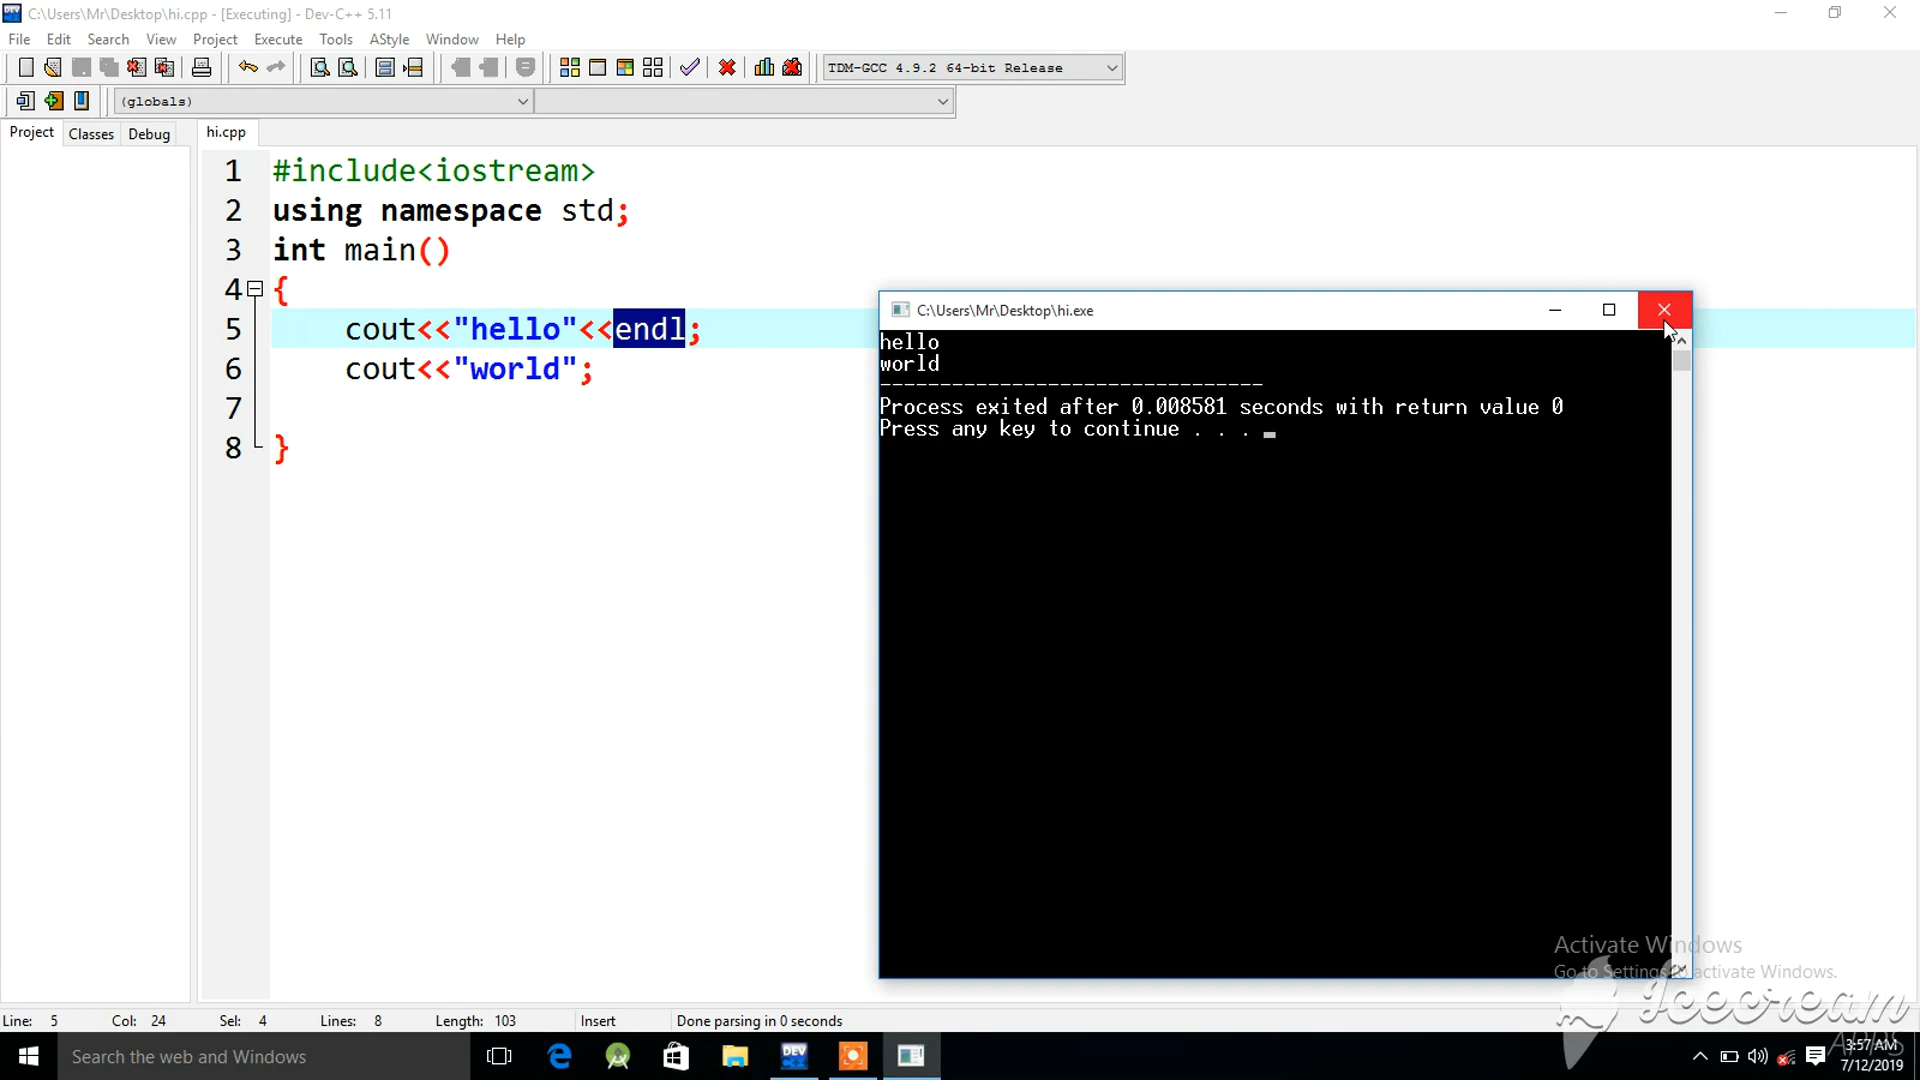 C:\Users\Mr\Desktop\hi.cpp - [Executing] - Dev-C++ 5.11
File Edit Search View Project Execute Tools AStyle Window Help
TDM-GCC 4.9.2 64-bit Release
(globals)
Project Classes Debug hi.cpp
1 #include<iostream>
2 using namespace std;
3 int main()
4 {
5 cout<<"hello"<<endl;
6 cout<<"world";
7
8 }
C:\Users\Mr\Desktop\hi.exe
hello
world
--------------------------------
Process exited after 0.008581 seconds with return value 0
Press any key to continue . . .
Activate Windows
Go to Settings to activate Windows.
Icecream
APPS
Line: 5 Col: 24 Sel: 4 Lines: 8 Length: 103 Insert Done parsing in 0 seconds
Search the web and Windows
DEV
3:57 AM
7/12/2019